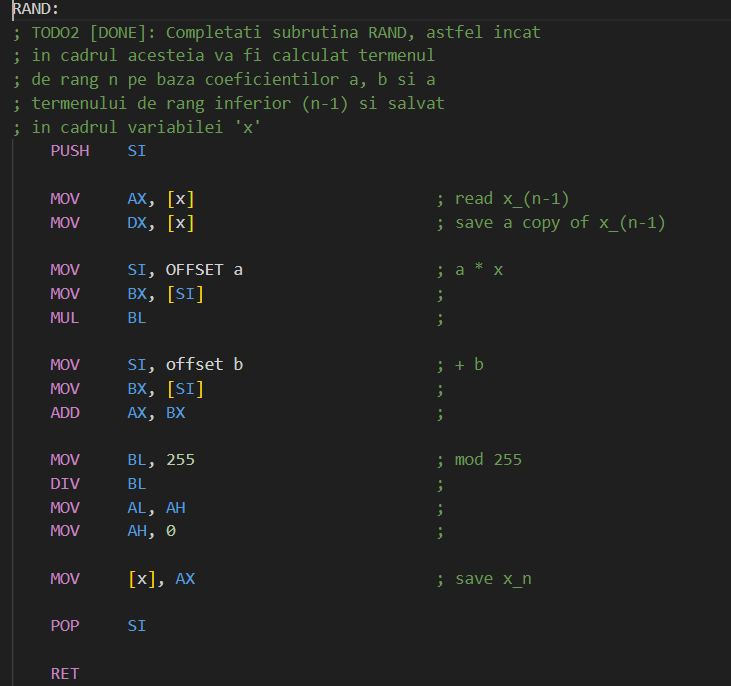 RAND:
; TODO2 [DONE]: Completati subrutina RAND, astfel incat
; in cadrul acesteia va fi calculat termenul
; de rang n pe baza coeficientilor a, b si a
; termenului de rang inferior (n-1) si salvat
; in cadrul variabilei 'x'
PUSH SI
MOV AX, [x] ; read x_(n-1)
MOV DX, [x] ; save a copy of x_(n-1)
MOV SI, OFFSET a ; a * x
MOV BX, [SI] ;
MUL BL ;
MOV SI, offset b ; + b
MOV BX, [SI] ;
ADD AX, BX ;
MOV BL, 255 ; mod 255
DIV BL ;
MOV AL, AH ;
MOV AH, 0 ;
MOV [x], AX ; save x_n
POP SI
RET